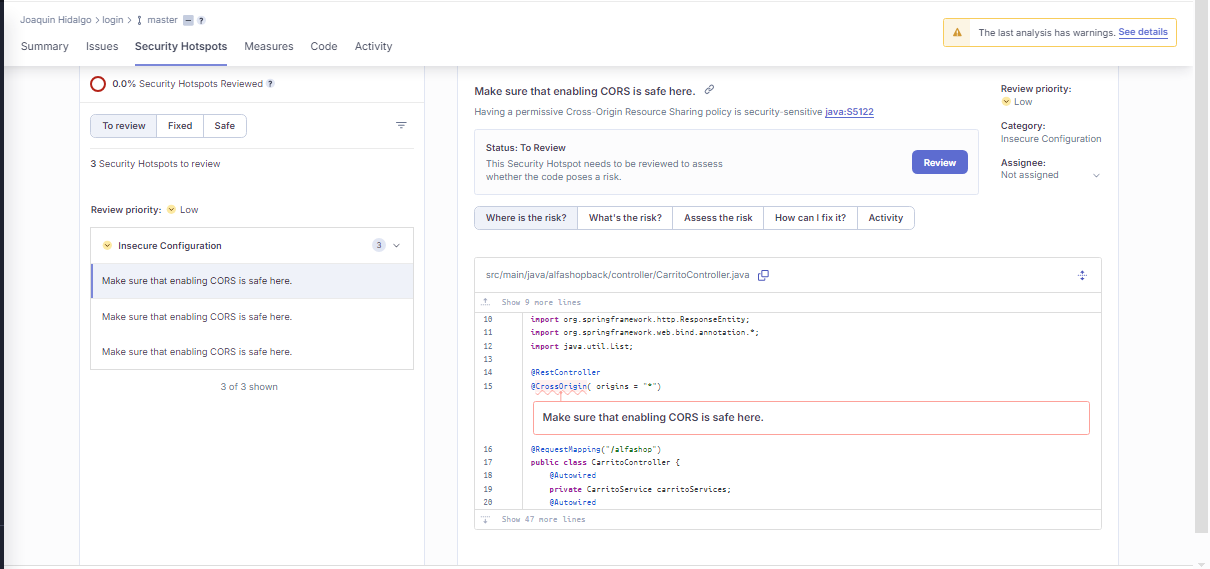 Joaquin Hidalgo > login > master ?
The last analysis has warnings. See details
Summary Issues Security Hotspots Measures Code Activity
0.0% Security Hotspots Reviewed ?
To review Fixed Safe
3 Security Hotspots to review
Review priority: Low
Insecure Configuration 3
Make sure that enabling CORS is safe here.
Make sure that enabling CORS is safe here.
Make sure that enabling CORS is safe here.
3 of 3 shown
Make sure that enabling CORS is safe here.
Having a permissive Cross-Origin Resource Sharing policy is security-sensitive java:S5122
Status: To Review
This Security Hotspot needs to be reviewed to assess
whether the code poses a risk.
Review
Review priority:
Low
Category:
Insecure Configuration
Assignee:
Not assigned
Where is the risk? What's the risk? Assess the risk How can I fix it? Activity
src/main/java/alfashopback/controller/CarritoController.java
Show 9 more lines
10 import org.springframework.http.ResponseEntity;
11 import org.springframework.web.bind.annotation.*;
12 import java.util.List;
13
14 @RestController
15 @CrossOrigin( origins = "*")
Make sure that enabling CORS is safe here.
16 @RequestMapping("/alfashop")
17 public class CarritoController {
18 @Autowired
19 private CarritoService carritoServices;
20 @Autowired
Show 47 more lines